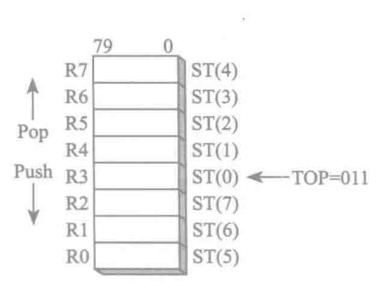 79 0
R7 ST(4)
R6 ST(3)
R5 ST(2)
Pop
R4 ST(1)
Push R3 ST(0) TOP=011
R2 ST(7)
R1 ST(6)
R0 ST(5)